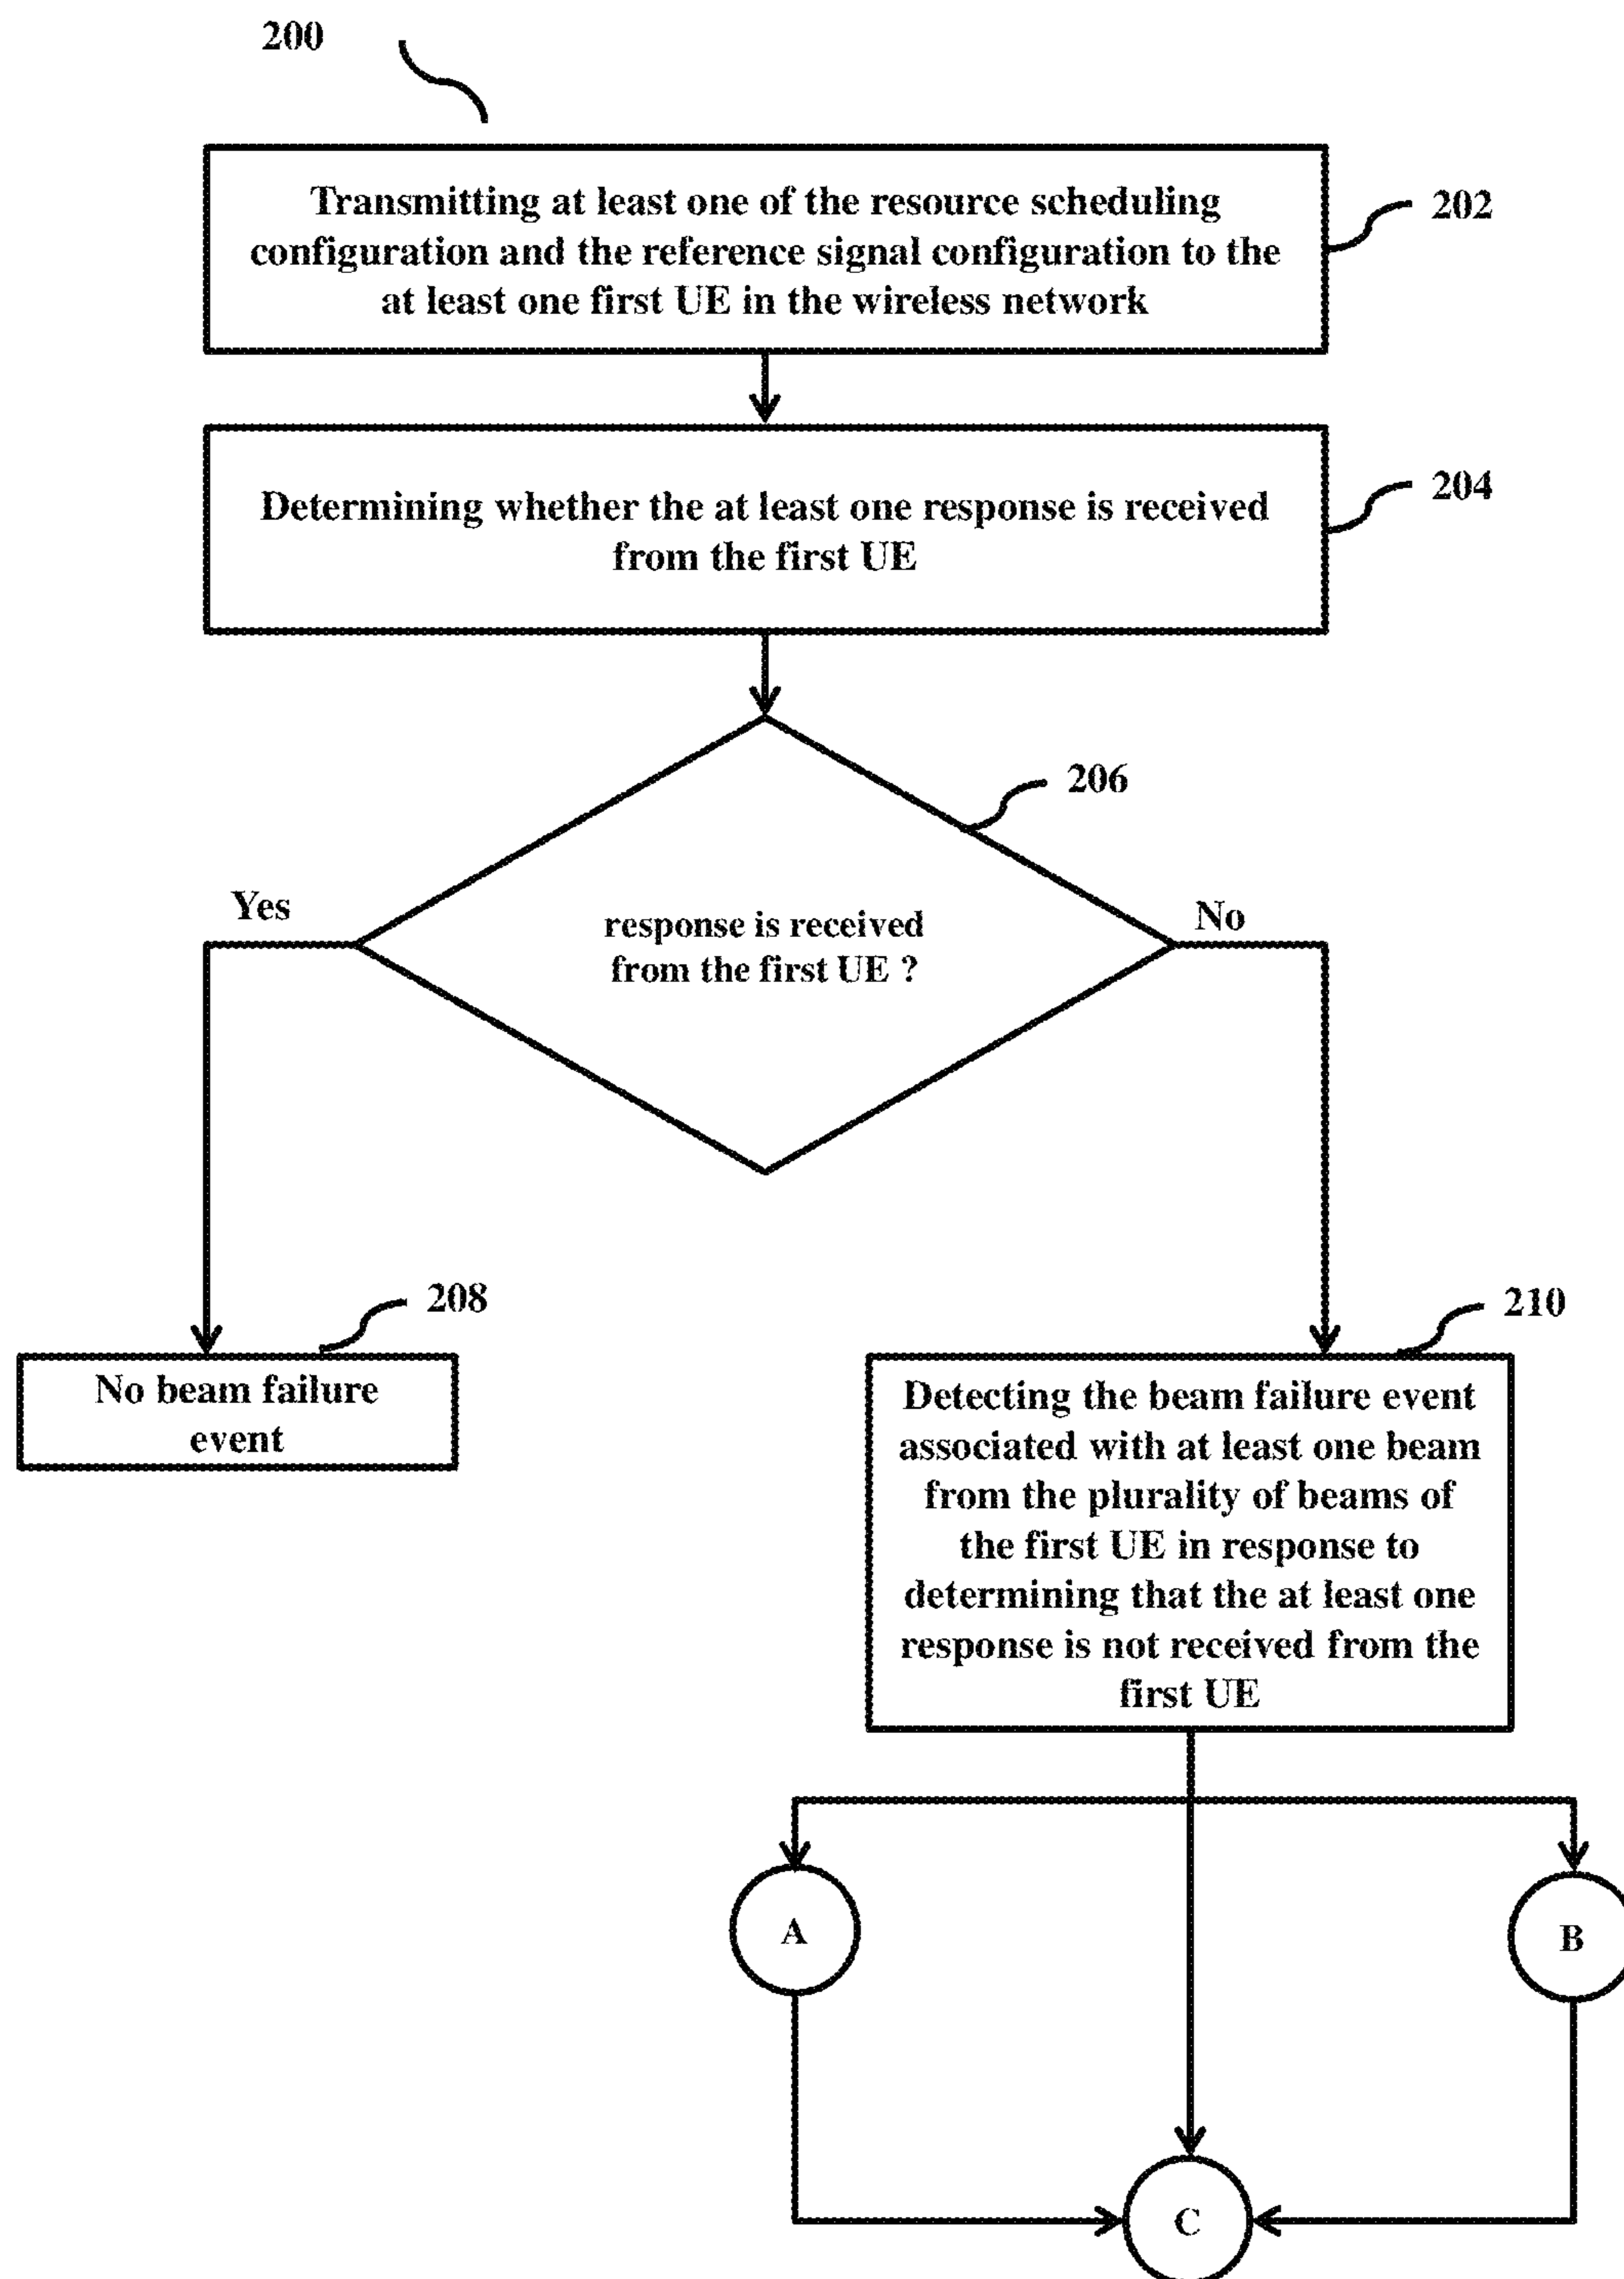 200
Transmitting at least one of the resource scheduling
configuration and the reference signal configuration to the
at least one first UE in the wireless network
202
Determining whether the at least one response is received
from the first UE
204
206
response is received
from the first UE ?
Yes
No
208
No beam failure
event
210
Detecting the beam failure event
associated with at least one beam
from the plurality of beams of
the first UE in response to
determining that the at least one
response is not received from the
first UE
A
B
C